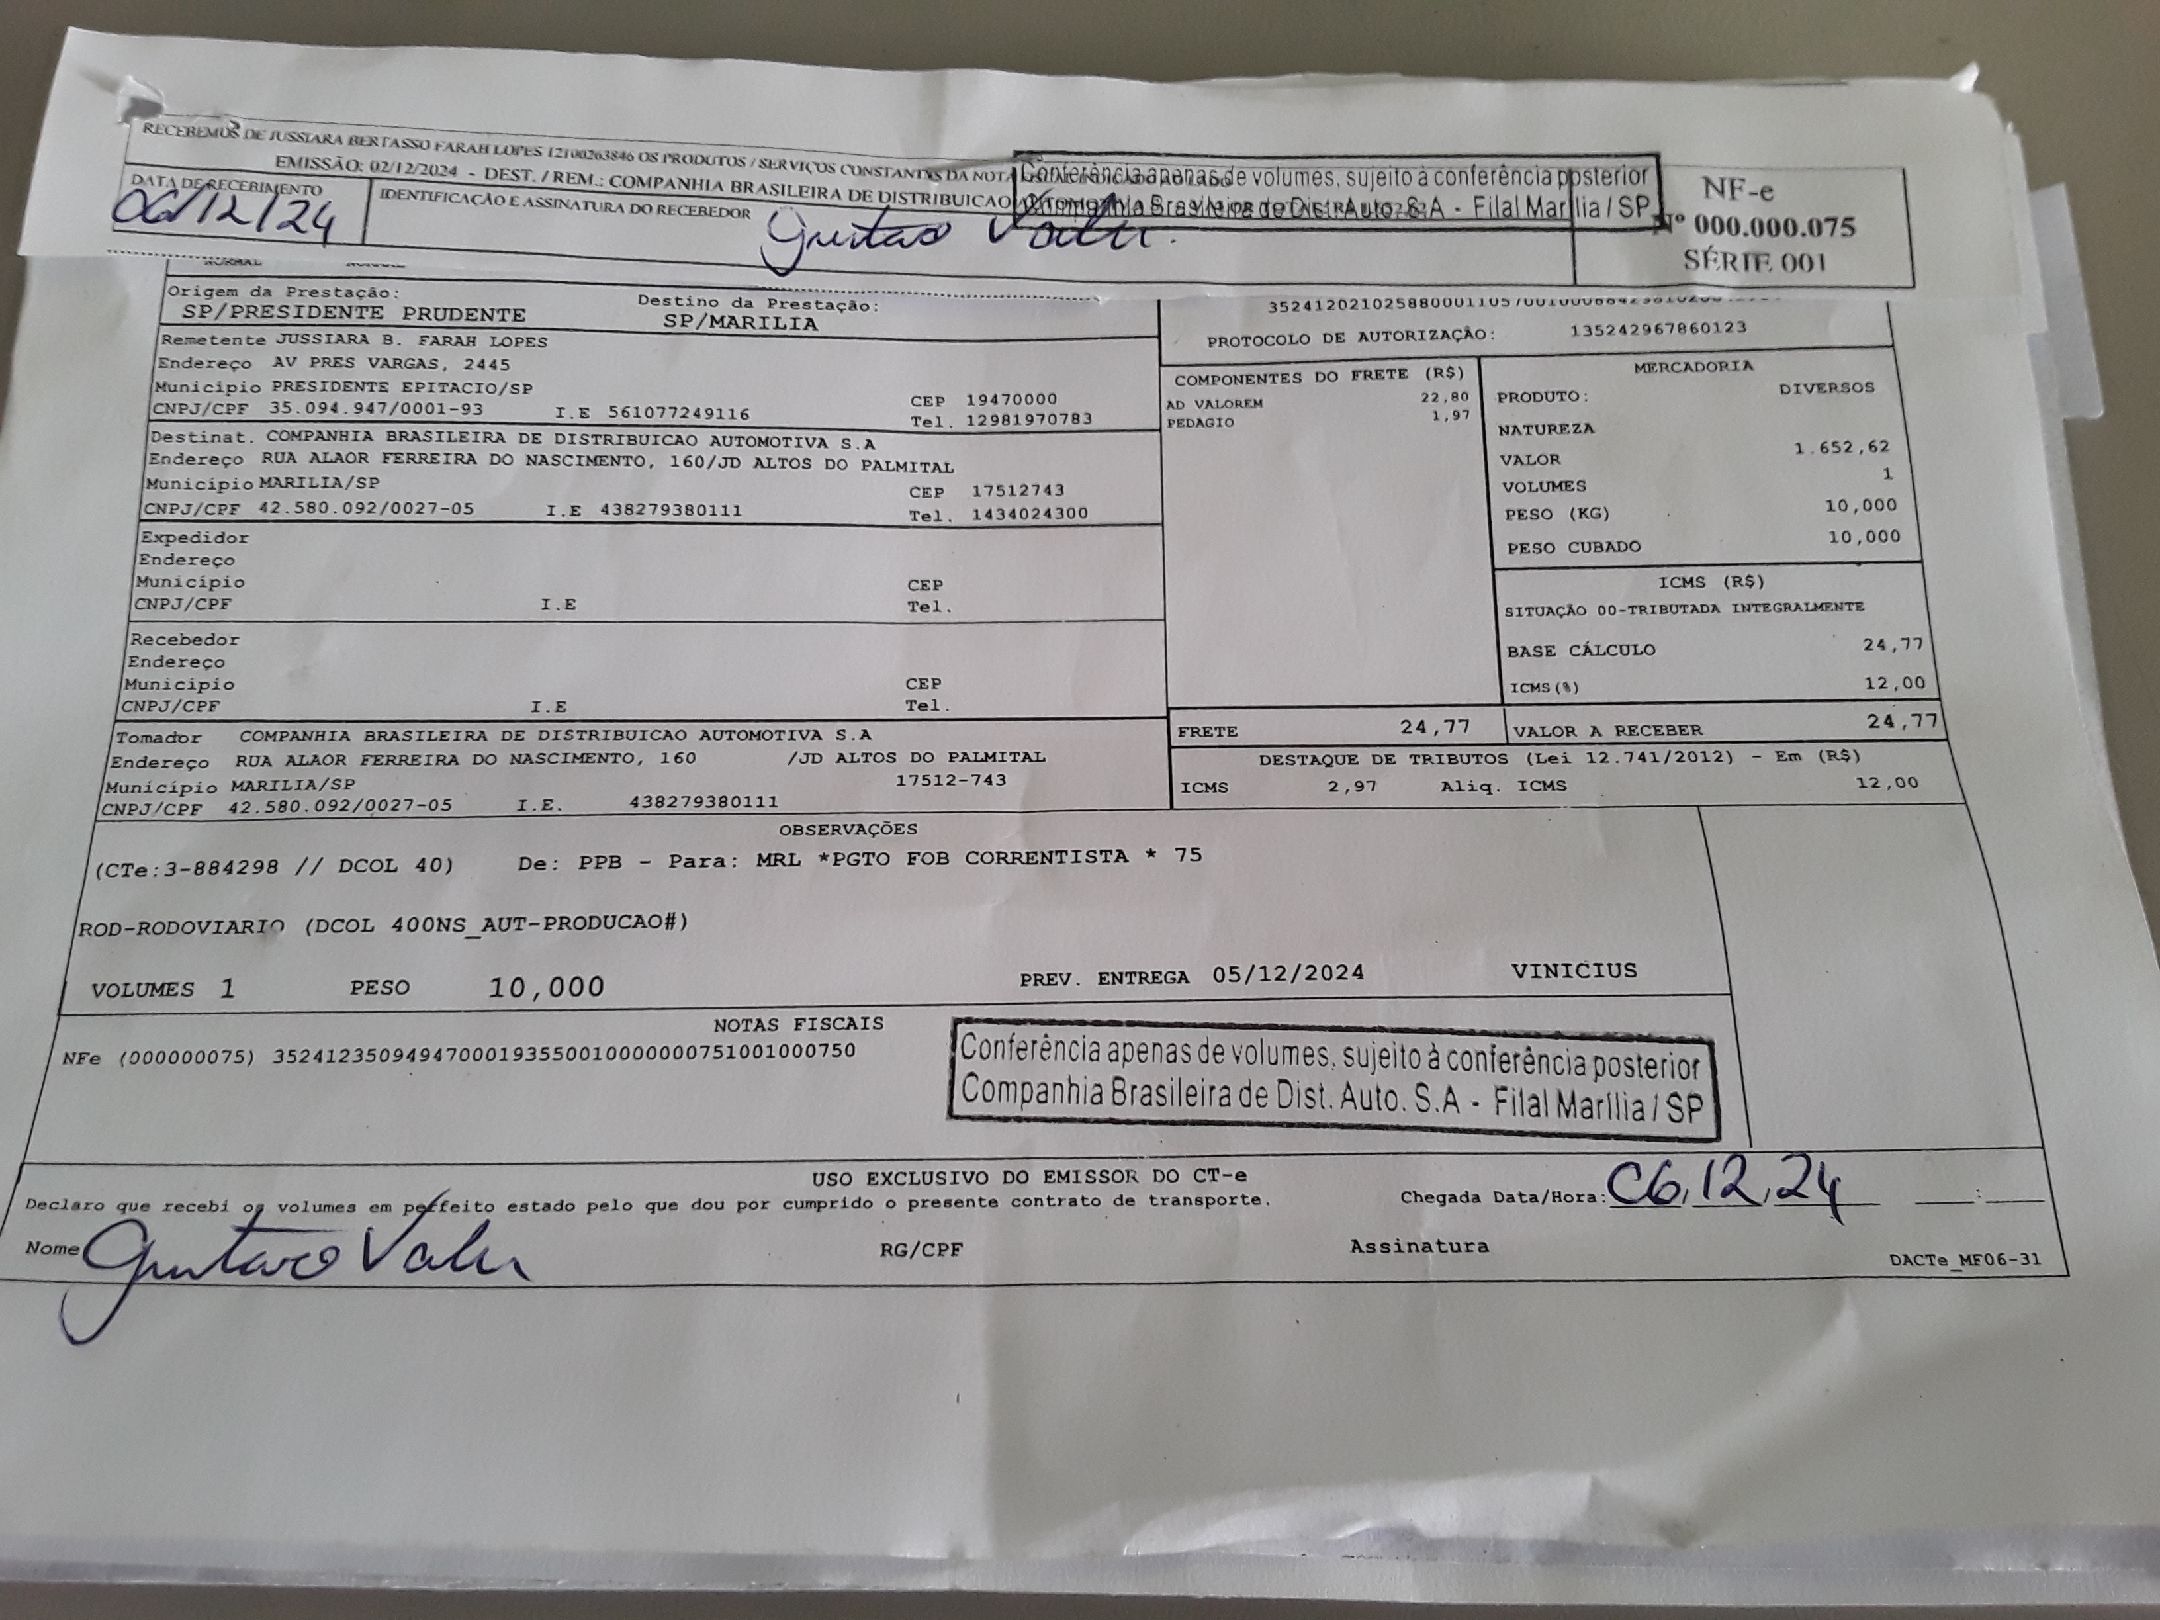 RECEBEMOS DE JUSSIARA BERTASSO FARAH LOPES 12100263846 OS PRODUTOS / SERVIÇOS CONSTANTES DA NOTA
EMISSÃO: 02/12/2024 - DEST. / REM.: COMPANHIA BRASILEIRA DE DISTRIBUICAO
Conferência apenas de volumes, sujeito à conferência posterior
Companhia Brasileira de Dist. Auto. S.A - Filal Marília / SP
DATA DE RECEBIMENTO
06/12/24
IDENTIFICAÇÃO E ASSINATURA DO RECEBEDOR
Gustavo
NF-e
Nº 000.000.075
SÉRIE 001
Origem da Prestação:
SP/PRESIDENTE PRUDENTE
Destino da Prestação:
SP/MARILIA
PROTOCOLO DE AUTORIZAÇÃO: 135242967860123
Remetente JUSSIARA B. FARAH LOPES
Endereço AV PRES VARGAS, 2445
Município PRESIDENTE EPITACIO/SP CEP 19470000
CNPJ/CPF 35.094.947/0001-93 I.E 561077249116 Tel. 12981970783
Destinat. COMPANHIA BRASILEIRA DE DISTRIBUICAO AUTOMOTIVA S.A
Endereço RUA ALAOR FERREIRA DO NASCIMENTO, 160/JD ALTOS DO PALMITAL
Município MARILIA/SP CEP 17512743
CNPJ/CPF 42.580.092/0027-05 I.E 438279380111 Tel. 1434024300
Expedidor
Endereço
Município CEP
CNPJ/CPF I.E Tel.
Recebedor
Endereço
Município CEP
CNPJ/CPF I.E Tel.
Tomador COMPANHIA BRASILEIRA DE DISTRIBUICAO AUTOMOTIVA S.A
Endereço RUA ALAOR FERREIRA DO NASCIMENTO, 160 /JD ALTOS DO PALMITAL
Município MARILIA/SP 17512-743
CNPJ/CPF 42.580.092/0027-05 I.E. 438279380111
COMPONENTES DO FRETE (R$)
AD VALOREM 22,80
PEDAGIO 1,97
MERCADORIA
PRODUTO: DIVERSOS
NATUREZA
VALOR 1.652,62
VOLUMES 1
PESO (KG) 10,000
PESO CUBADO 10,000
ICMS (R$)
SITUAÇÃO 00-TRIBUTADA INTEGRALMENTE
BASE CÁLCULO 24,77
ICMS(%) 12,00
FRETE 24,77
VALOR A RECEBER 24,77
DESTAQUE DE TRIBUTOS (Lei 12.741/2012) - Em (R$)
ICMS 2,97 Aliq. ICMS 12,00
OBSERVAÇÕES
(CTe:3-884298 // DCOL 40) De: PPB - Para: MRL *PGTO FOB CORRENTISTA * 75
ROD-RODOVIARIO (DCOL 400NS_AUT-PRODUCAO#)
VOLUMES 1 PESO 10,000 PREV. ENTREGA 05/12/2024 VINICIUS
NOTAS FISCAIS
NFe (000000075) 35241235094947000193550010000000751001000750
Conferência apenas de volumes, sujeito à conferência posterior
Companhia Brasileira de Dist. Auto. S.A - Filal Marília / SP
USO EXCLUSIVO DO EMISSOR DO CT-e
Declaro que recebi os volumes em perfeito estado pelo que dou por cumprido o presente contrato de transporte.
Chegada Data/Hora: 06,12,24 :
Nome Gustavo RG/CPF Assinatura
DACTe_MF06-31